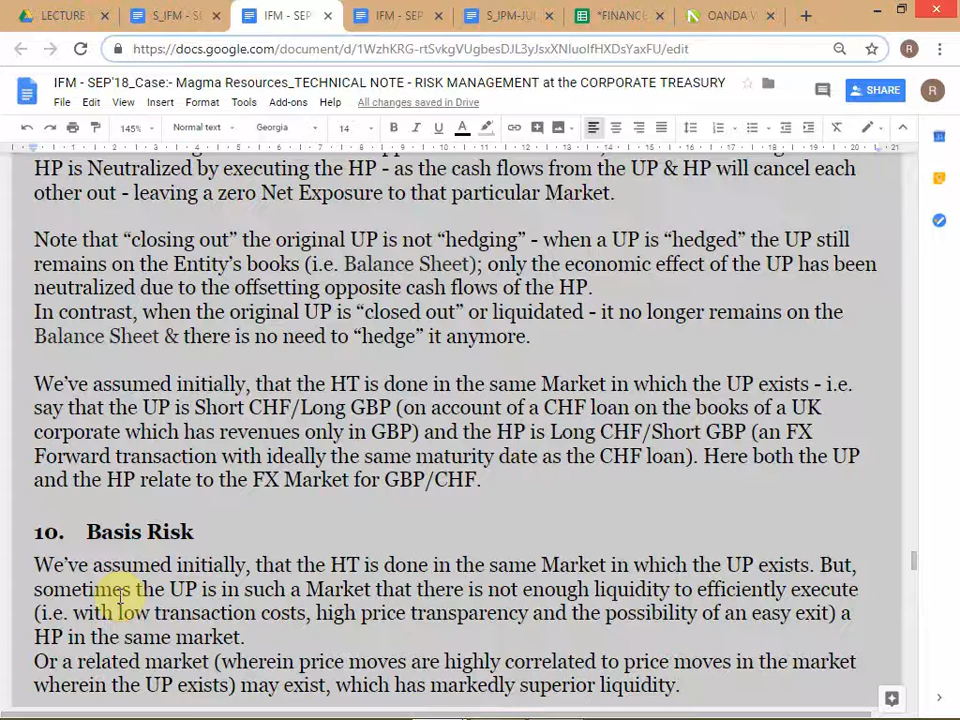 LECTURE
S_IFM - SEP
IFM - SEP
IFM - SEP
S_JPM-JUL
*FINANCE
OANDA V
https://docs.google.com/document/d/1WzhKRG-rtSvkgVUgbesDJL3yJsxXNIuoIfHXDsYaxFU/edit
R
IFM - SEP'18_Case:- Magma Resources_TECHNICAL NOTE - RISK MANAGEMENT at the CORPORATE TREASURY
SHARE
R
File Edit View Insert Format Tools Add-ons Help All changes saved in Drive
145% Normal text Georgia 14 B I U A
HP is Neutralized by executing the HP - as the cash flows from the UP & HP will cancel each
other out - leaving a zero Net Exposure to that particular Market.
Note that “closing out” the original UP is not “hedging” - when a UP is “hedged” the UP still
remains on the Entity’s books (i.e. Balance Sheet); only the economic effect of the UP has been
neutralized due to the offsetting opposite cash flows of the HP.
In contrast, when the original UP is “closed out” or liquidated - it no longer remains on the
Balance Sheet & there is no need to “hedge” it anymore.
We’ve assumed initially, that the HT is done in the same Market in which the UP exists - i.e.
say that the UP is Short CHF/Long GBP (on account of a CHF loan on the books of a UK
corporate which has revenues only in GBP) and the HP is Long CHF/Short GBP (an FX
Forward transaction with ideally the same maturity date as the CHF loan). Here both the UP
and the HP relate to the FX Market for GBP/CHF.
10. Basis Risk
We’ve assumed initially, that the HT is done in the same Market in which the UP exists. But,
sometimes the UP is in such a Market that there is not enough liquidity to efficiently execute
(i.e. with low transaction costs, high price transparency and the possibility of an easy exit) a
HP in the same market.
Or a related market (wherein price moves are highly correlated to price moves in the market
wherein the UP exists) may exist, which has markedly superior liquidity.